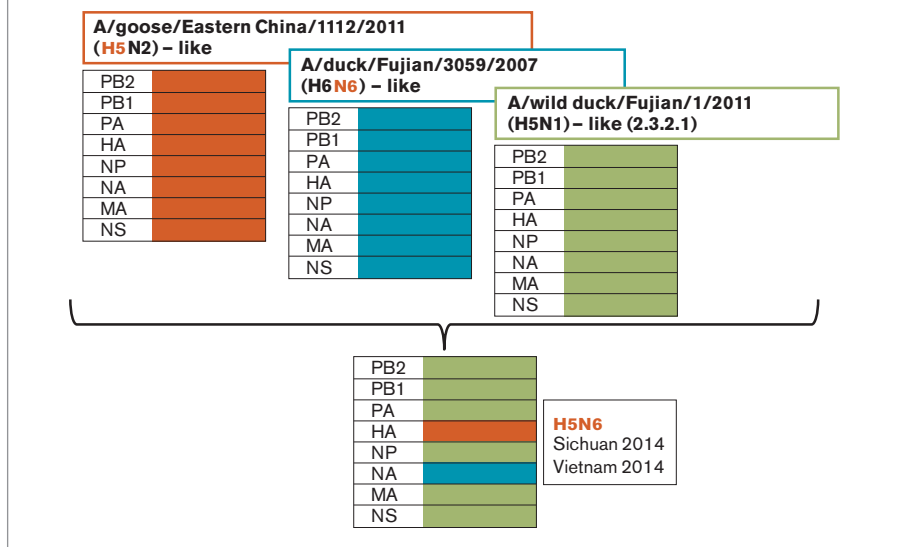 A/goose/Eastern China/1112/2011
(H5N2) – like
PB2
PB1
PA
HA
NP
NA
MA
NS
A/duck/Fujian/3059/2007
(H6N6) – like
PB2
PB1
PA
HA
NP
NA
MA
NS
A/wild duck/Fujian/1/2011
(H5N1) – like (2.3.2.1)
PB2
PB1
PA
HA
NP
NA
MA
NS
PB2
PB1
PA
HA
NP
NA
MA
NS
H5N6
Sichuan 2014
Vietnam 2014